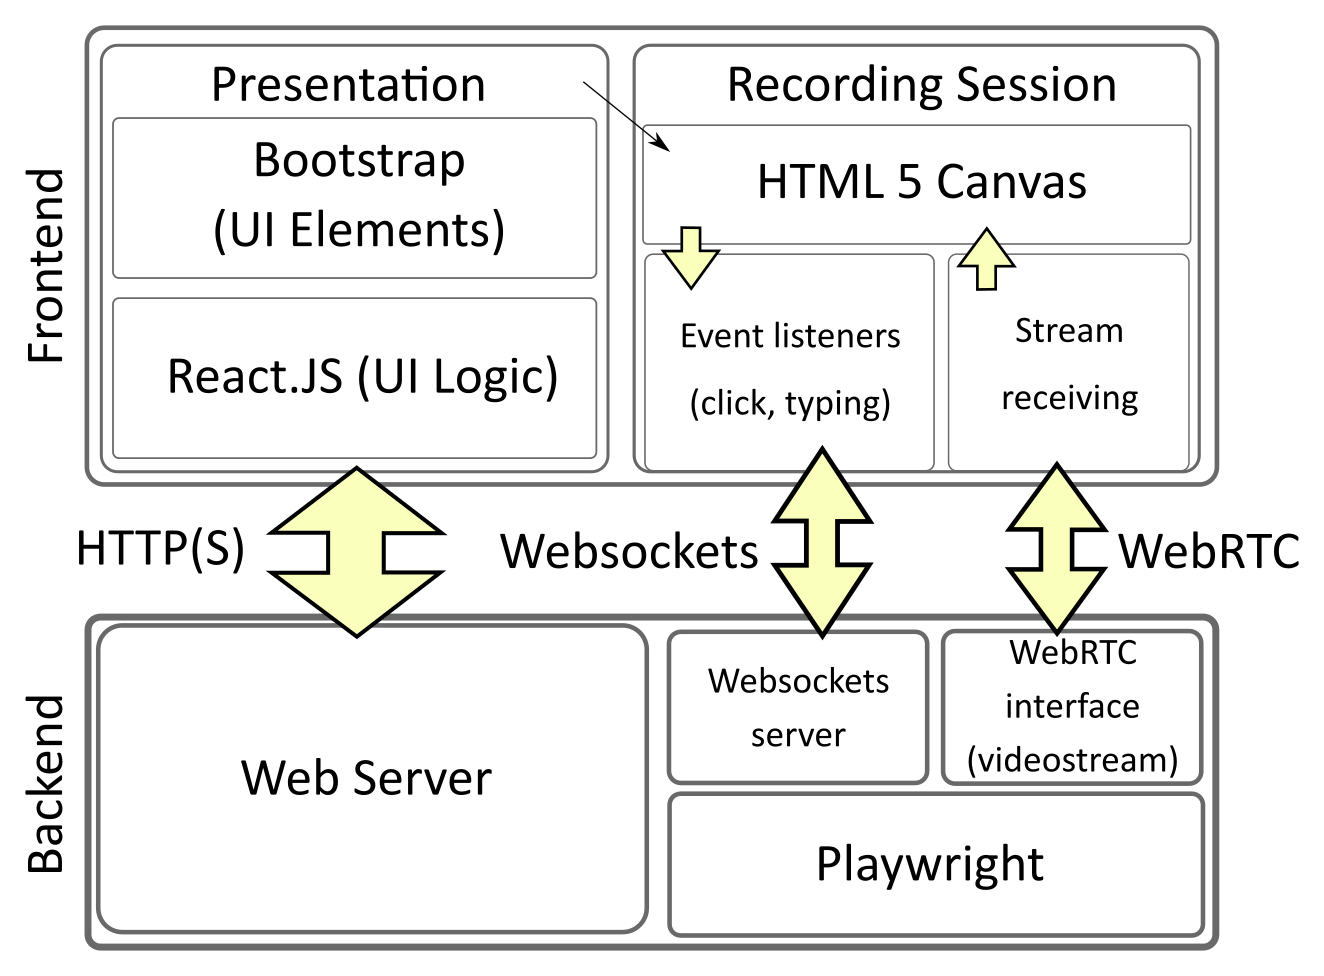 Frontend
Presentation
Bootstrap
(UI Elements)
React.JS (UI Logic)
Recording Session
HTML 5 Canvas
Event listeners
(click, typing)
Stream
receiving
HTTP(S)
Websockets
WebRTC
Backend
Web Server
Websockets
server
WebRTC
interface
(videostream)
Playwright